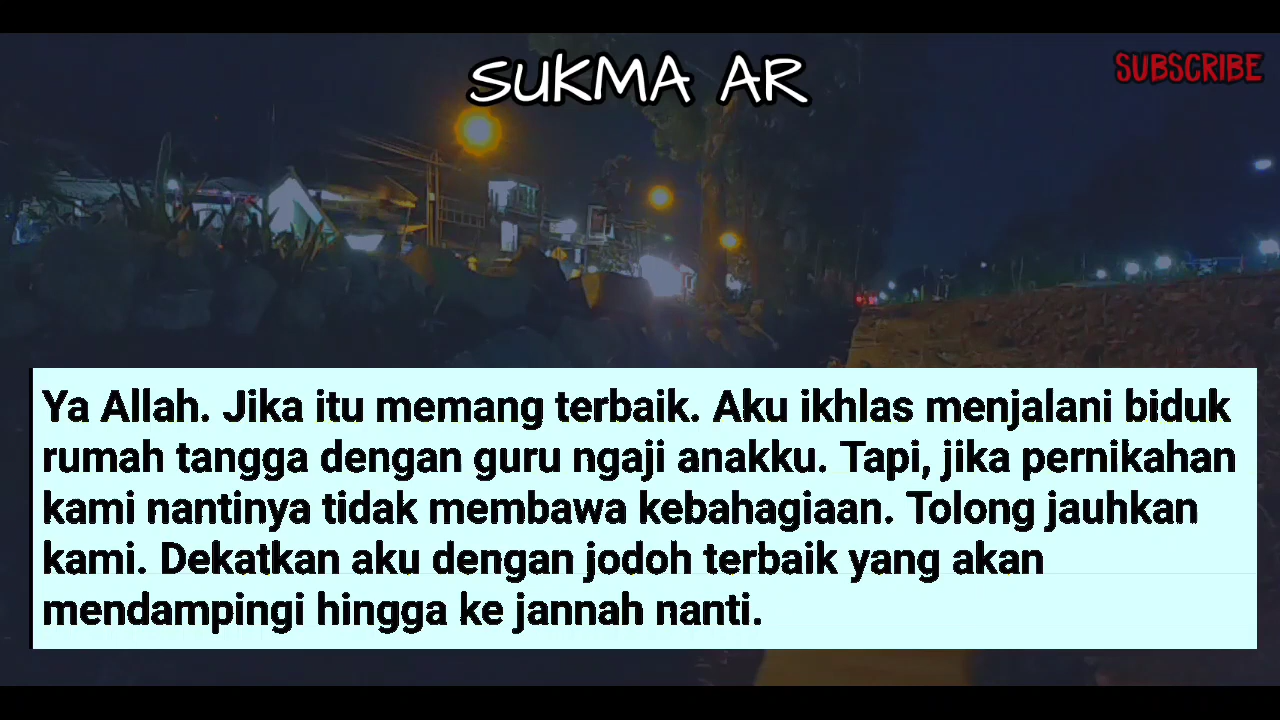 SUKMA AR
SUBSCRIBE
Ya Allah. Jika itu memang terbaik. Aku ikhlas menjalani biduk
rumah tangga dengan guru ngaji anakku. Tapi, jika pernikahan
kami nantinya tidak membawa kebahagiaan. Tolong jauhkan
kami. Dekatkan aku dengan jodoh terbaik yang akan
mendampingi hingga ke jannah nanti.